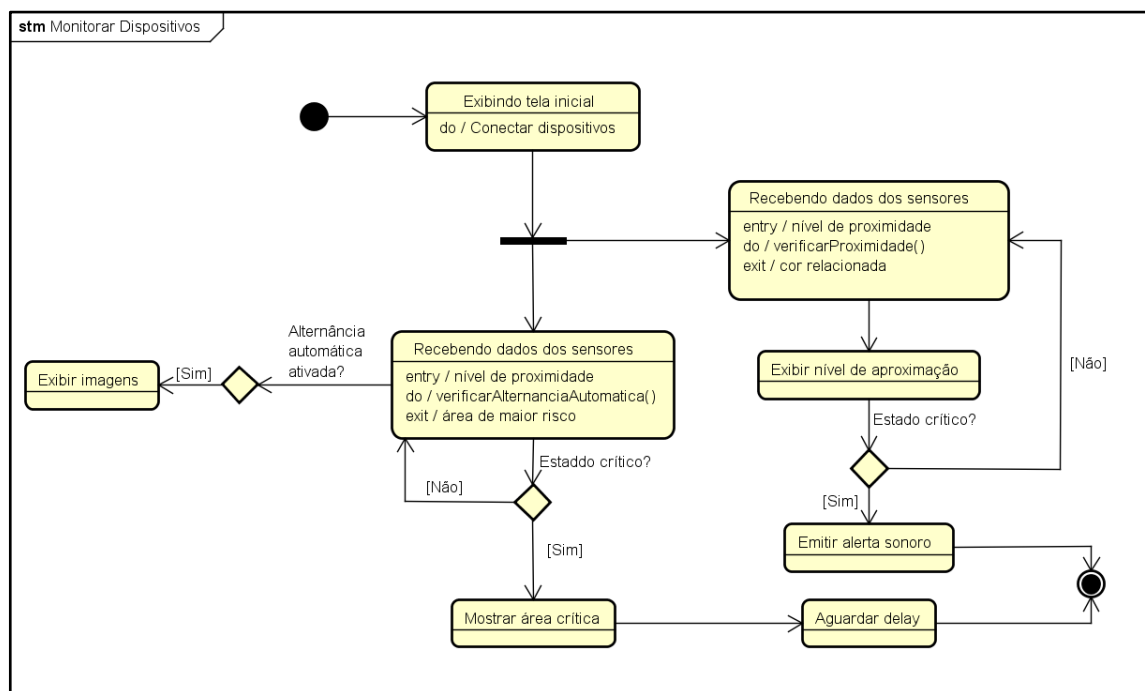 stm Monitorar Dispositivos
Exibindo tela inicial
do / Conectar dispositivos
Recebendo dados dos sensores
entry / nível de proximidade
do / verificarProximidade()
exit / cor relacionada
Alternância
automática
ativada?
Recebendo dados dos sensores
entry / nível de proximidade
do / verificarAlternanciaAutomatica()
exit / área de maior risco
[Sim]
Exibir imagens
Exibir nível de aproximação
[Não]
Estado crítico?
Estaddo crítico?
[Não]
[Sim]
[Sim]
Emitir alerta sonoro
Mostrar área crítica
Aguardar delay